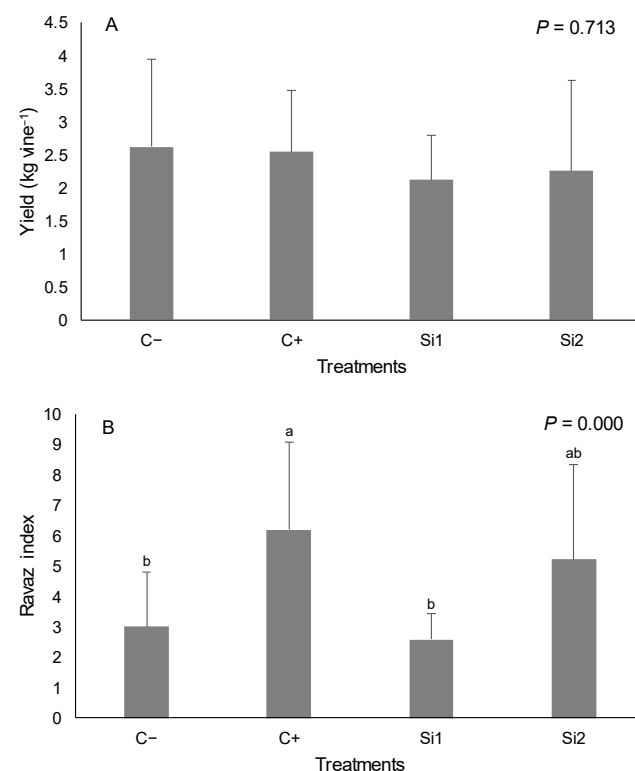 A
P = 0.713
4.5
4
3.5
3
2.5
2
1.5
1
0.5
0
Yield (kg vine⁻¹)
C− C+ Si1 Si2
Treatments
B
P = 0.000
10
9
8
7
6
5
4
3
2
1
0
Ravaz index
b a b ab
C− C+ Si1 Si2
Treatments